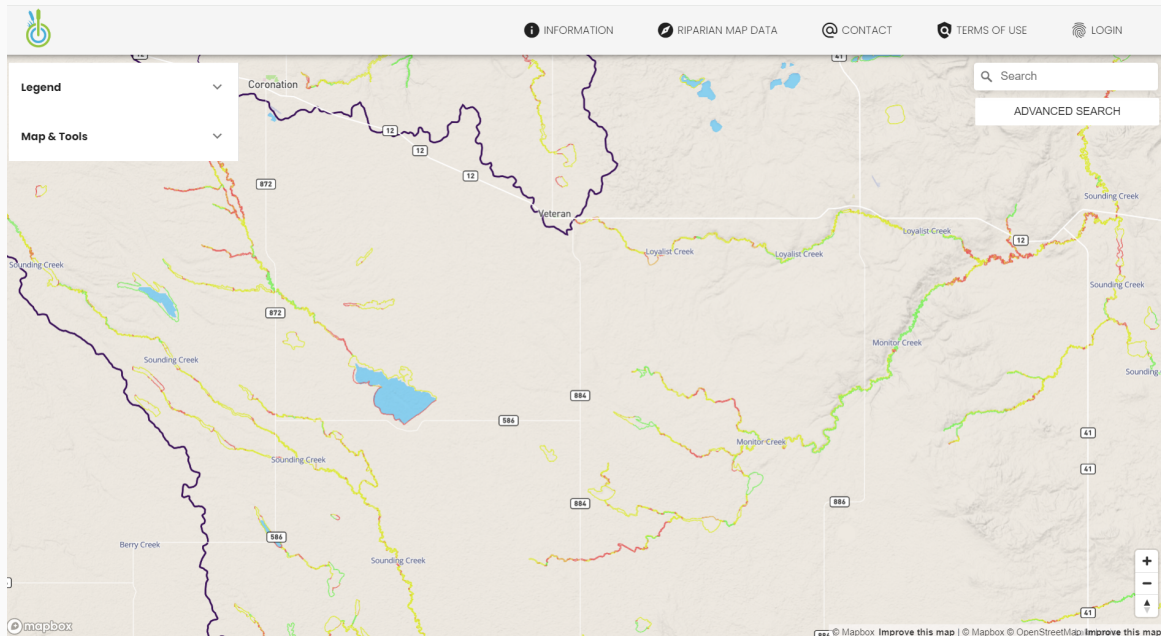 INFORMATION
RIPARIAN MAP DATA
CONTACT
TERMS OF USE
LOGIN
Legend
Map & Tools
Search
ADVANCED SEARCH
12
41
Coronation
12
12
12
872
Veteran
Sounding Creek
Loyalist Creek
12
Loyalist Creek
Loyalist Creek
Sounding Creek
Sounding Creek
872
Monitor Creek
Sounding Creek
Sounding
884
586
Monitor Creek
41
Sounding Creek
41
884
886
586
Berry Creek
Sounding Creek
41
mapbox
884
© Mapbox Improve this map | © Mapbox © OpenStreetMap Improve this map